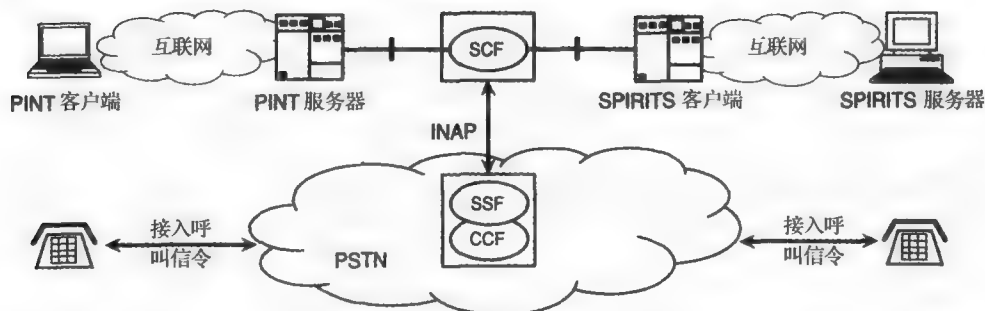 互联网
SCF
互联网
PINT 客户端
PINT 服务器
SPIRITS 客户端
SPIRITS 服务器
INAP
SSF
CCF
接入呼
叫信令
PSTN
接入呼
叫信令